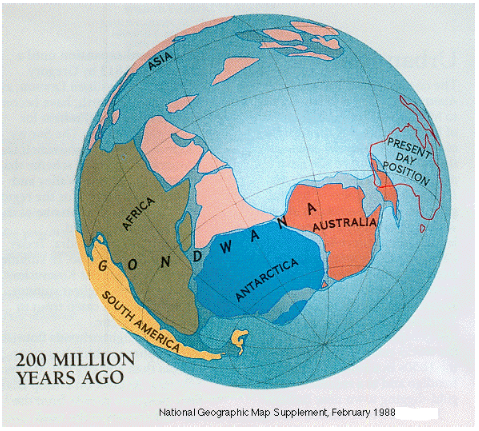 ASIA
PRESENT
DAY
POSITION
AFRICA
GONDWANA
AUSTRALIA
ANTARCTICA
SOUTH AMERICA
200 MILLION
YEARS AGO
National Geographic Map Supplement, February 1988